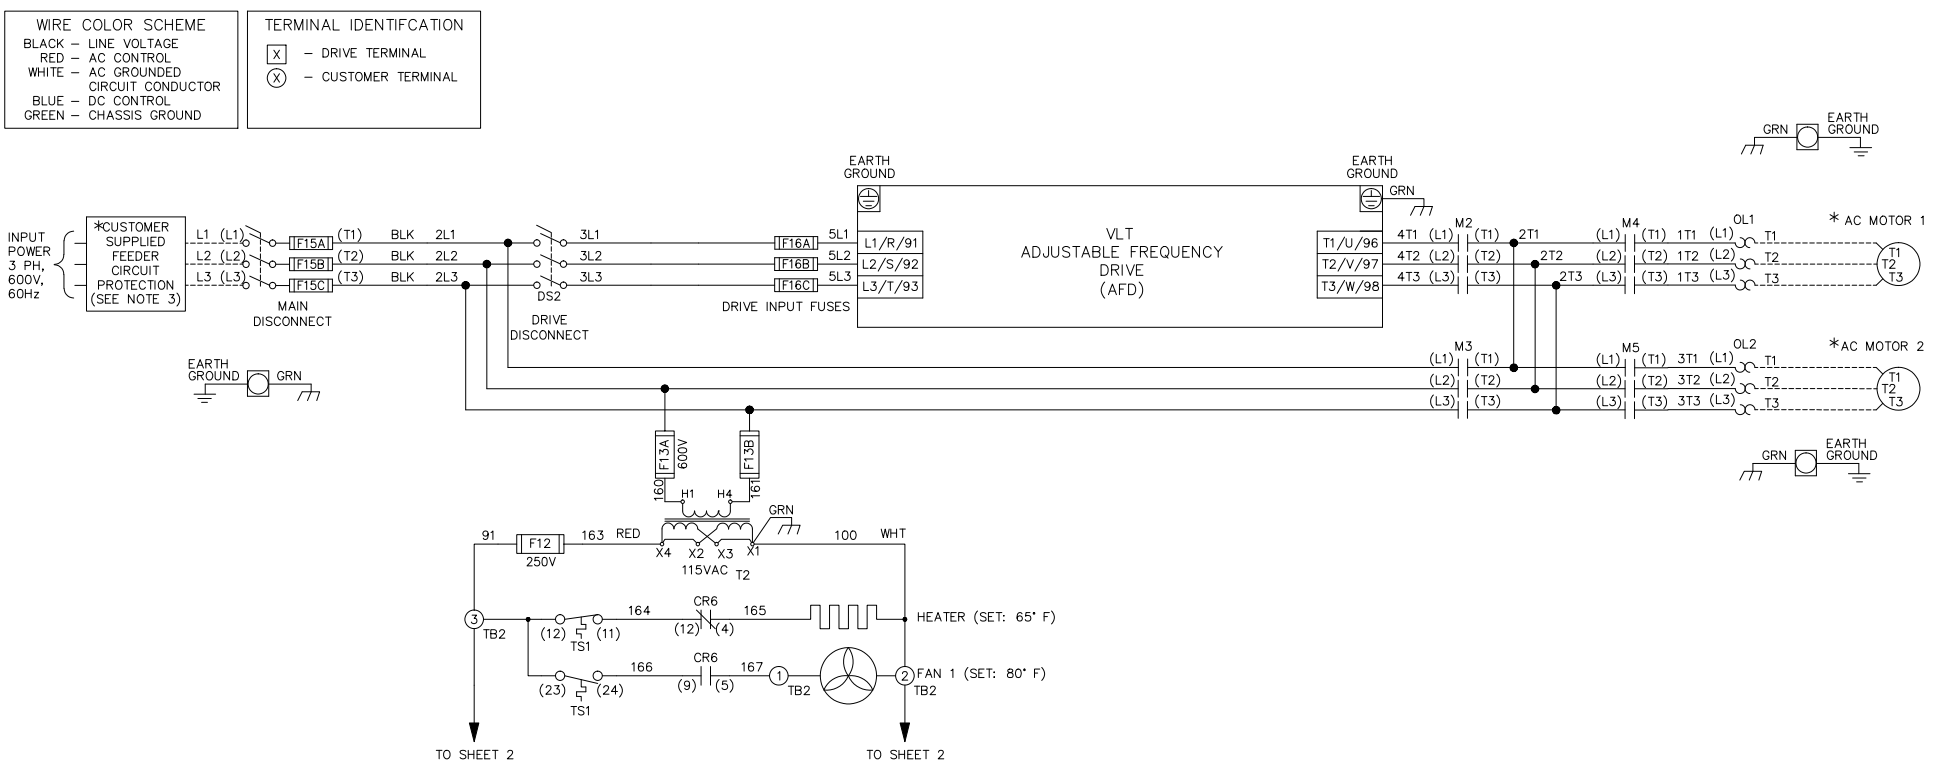 WIRE COLOR SCHEME
BLACK – LINE VOLTAGE
RED – AC CONTROL
WHITE – AC GROUNDED
CIRCUIT CONDUCTOR
BLUE – DC CONTROL
GREEN – CHASSIS GROUND
TERMINAL IDENTIFCATION
X – DRIVE TERMINAL
X – CUSTOMER TERMINAL
GRN
EARTH
GROUND
EARTH
GROUND
EARTH
GROUND
GRN
INPUT
POWER
3 PH,
600V,
60Hz
*CUSTOMER
SUPPLIED
FEEDER
CIRCUIT
PROTECTION
(SEE NOTE 3)
L1 (L1) F15A (T1) BLK 2L1 3L1 F16A 5L1 L1/R/91
L2 (L2) F15B (T2) BLK 2L2 3L2 F16B 5L2 L2/S/92
L3 (L3) F15C (T3) BLK 2L3 3L3 F16C 5L3 L3/T/93
MAIN
DISCONNECT
DS2
DRIVE
DISCONNECT
DRIVE INPUT FUSES
VLT
ADJUSTABLE FREQUENCY
DRIVE
(AFD)
M2 M4 OL1 * AC MOTOR 1
T1/U/96 4T1 (L1) (T1) 2T1 (L1) (T1) 1T1 (L1) T1 T1
T2/V/97 4T2 (L2) (T2) 2T2 (L2) (T2) 1T2 (L2) T2 T2
T3/W/98 4T3 (L3) (T3) 2T3 (L3) (T3) 1T3 (L3) T3 T3
EARTH
GROUND
GRN
M3 M5 OL2 *AC MOTOR 2
(L1) (T1) (L1) (T1) 3T1 (L1) T1 T1
(L2) (T2) (L2) (T2) 3T2 (L2) T2 T2
(L3) (T3) (L3) (T3) 3T3 (L3) T3 T3
GRN
EARTH
GROUND
F13A
600V
F13B
160
H1 H4
161
GRN
91 F12 163 RED
250V
X4 X2 X3 X1
115VAC T2
100 WHT
3
TB2
(12) (11)
TS1
164
CR6
(12) (4)
165
HEATER (SET: 65° F)
(23) (24)
TS1
166
CR6
(9) (5)
167
1
TB2
2
TB2
FAN 1 (SET: 80° F)
TO SHEET 2
TO SHEET 2